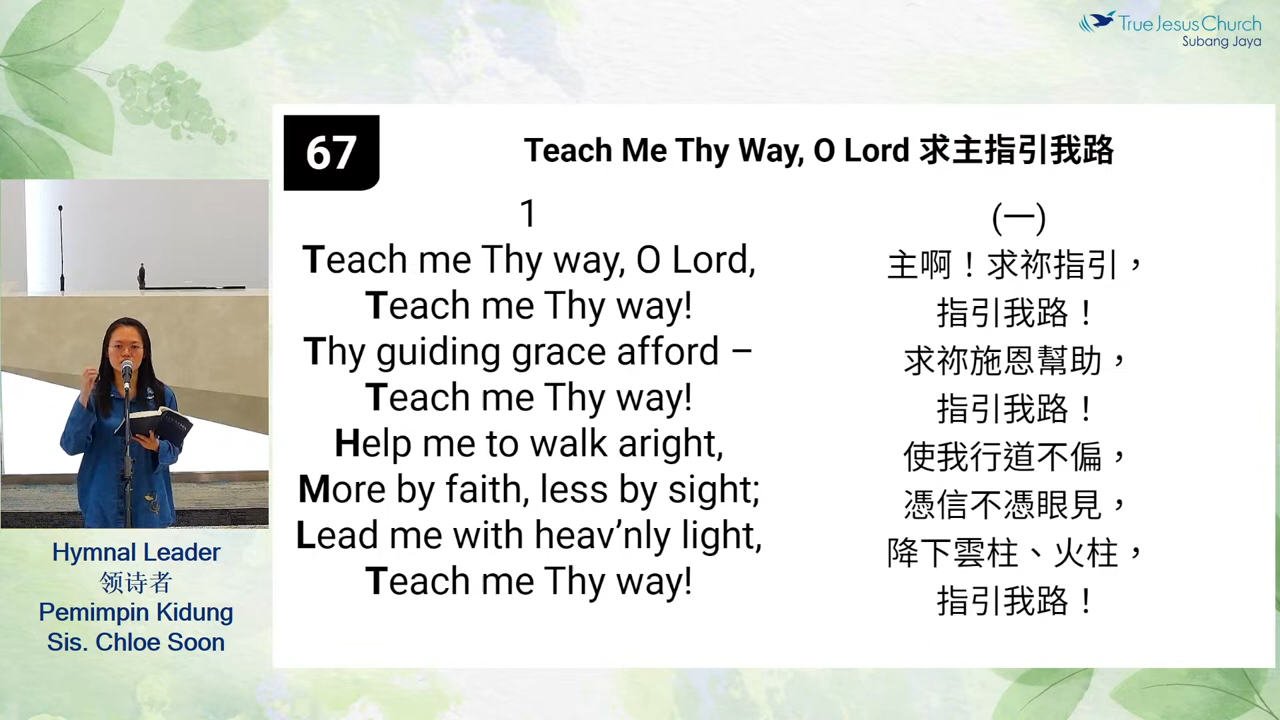 True Jesus Church
Subang Jaya
67
Teach Me Thy Way, O Lord 求主指引我路
1
Teach me Thy way, O Lord,
Teach me Thy way!
Thy guiding grace afford –
Teach me Thy way!
Help me to walk aright,
More by faith, less by sight;
Lead me with heav’nly light,
Teach me Thy way!
(一)
主啊！求祢指引，
指引我路！
求祢施恩幫助，
指引我路！
使我行道不偏，
憑信不憑眼見，
降下雲柱、火柱，
指引我路！
Hymnal Leader
领诗者
Pemimpin Kidung
Sis. Chloe Soon